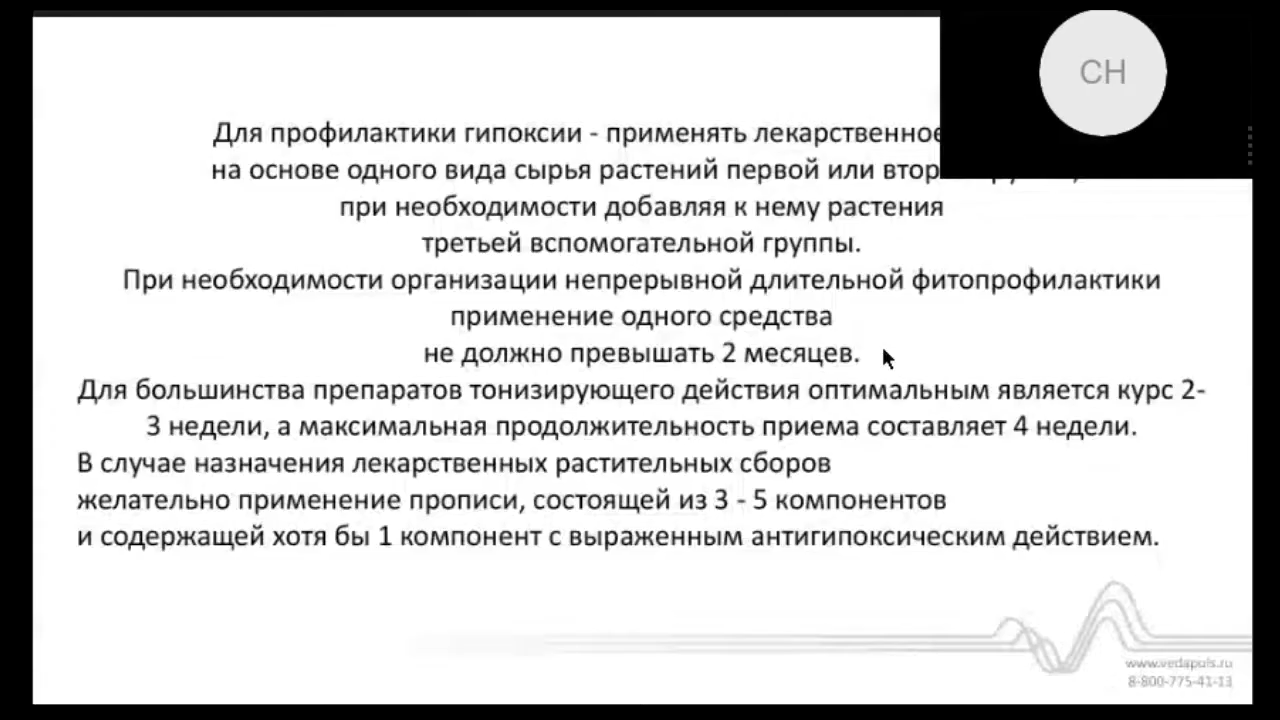 CH
Для профилактики гипоксии - применять лекарственное
на основе одного вида сырья растений первой или
при необходимости добавляя к нему растения
третьей вспомогательной группы.
При необходимости организации непрерывной длительной фитопрофилактики
применение одного средства
не должно превышать 2 месяцев.
Для большинства препаратов тонизирующего действия оптимальным является курс 2-
3 недели, а максимальная продолжительность приема составляет 4 недели.
В случае назначения лекарственных растительных сборов
желательно применение прописи, состоящей из 3 - 5 компонентов
и содержащей хотя бы 1 компонент с выраженным антигипоксическим действием.
www.vedapuls.ru
8-800-775-41-13